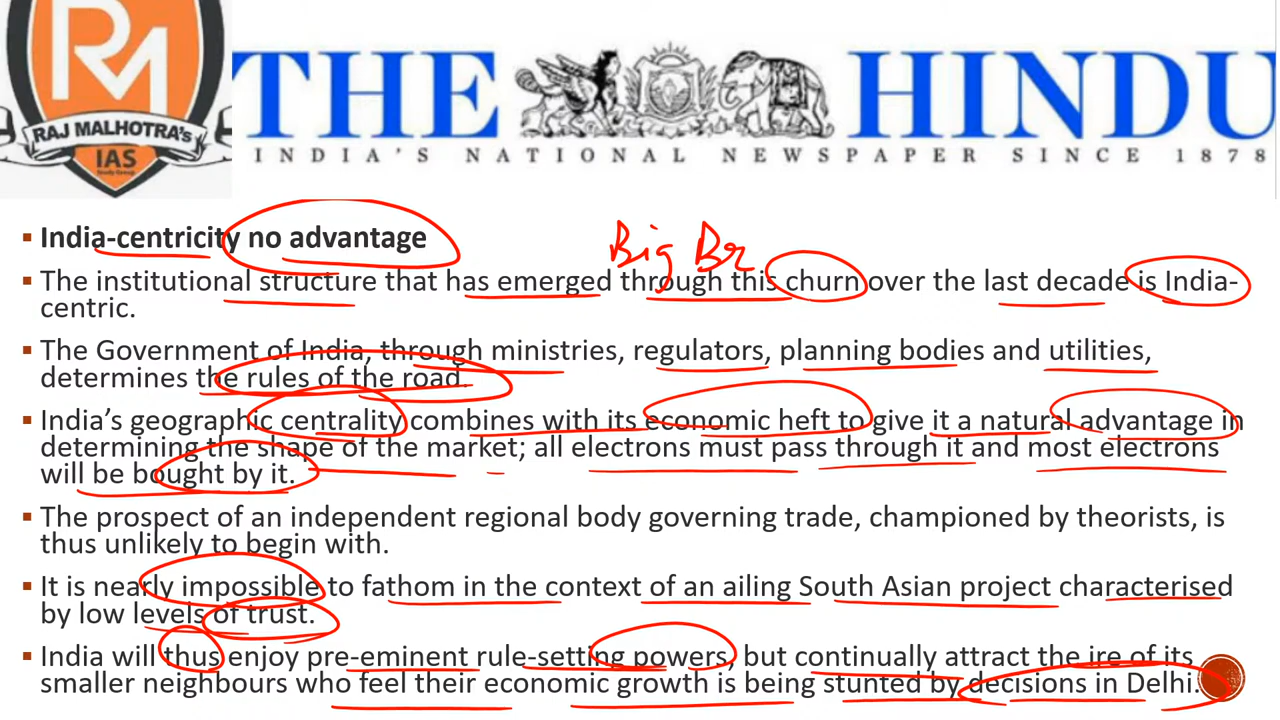 RM
RAJ MALHOTRA's
IAS
Study Group
THE HINDU
INDIA'S NATIONAL NEWSPAPER SINCE 1878
India-centricity no advantage
Big Br
The institutional structure that has emerged through this churn over the last decade is India-
centric.
The Government of India, through ministries, regulators, planning bodies and utilities,
determines the rules of the road.
India's geographic centrality combines with its economic heft to give it a natural advantage in
determining the shape of the market; all electrons must pass through it and most electrons
will be bought by it.
The prospect of an independent regional body governing trade, championed by theorists, is
thus unlikely to begin with.
It is nearly impossible to fathom in the context of an ailing South Asian project characterised
by low levels of trust.
India will thus enjoy pre-eminent rule-setting powers, but continually attract the ire of its
smaller neighbours who feel their economic growth is being stunted by decisions in Delhi.